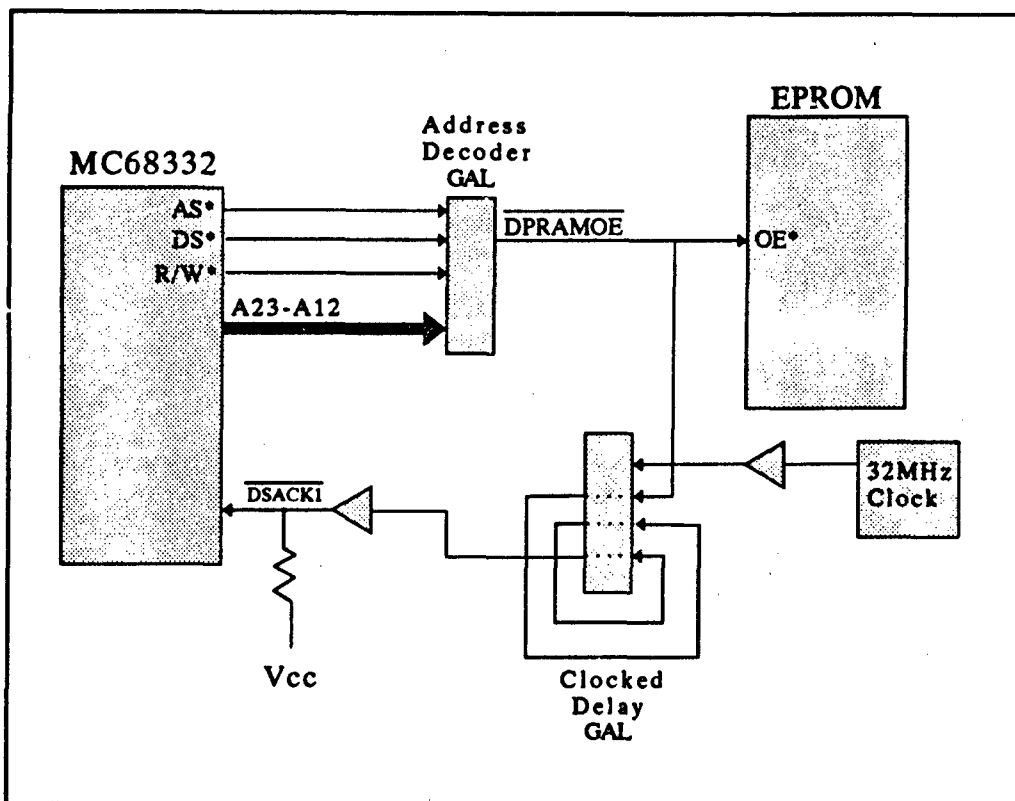 EPROM
Address
Decoder
GAL
MC68332
AS*
DS*
R/W*
A23-A12
DPRAMOE
OE*
32MHz
Clock
DSACK1
Vcc
Clocked
Delay
GAL